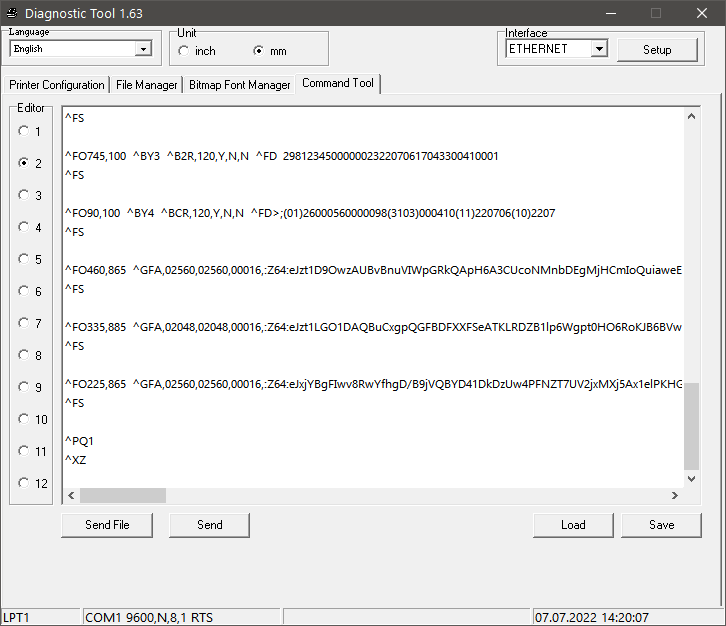 Diagnostic Tool 1.63
Language
English
Unit
inch
mm
Interface
ETHERNET
Setup
Printer Configuration
File Manager
Bitmap Font Manager
Command Tool
Editor
1
2
3
4
5
6
7
8
9
10
11
12
^FS
^FO745,100 ^BY3 ^B2R,120,Y,N,N ^FD 29812345000000232207061704330041​0001
^FS
^FO90,100 ^BY4 ^BCR,120,Y,N,N ^FD>;(01)26000560000098(3103)000410(11)220706(10)2207
^FS
^FO460,865 ^GFA,02560,02560,00016,:Z64:eJzt1D9OwzAUBvBnuVIWpGRkQApH6A3CUcoNMnbDEgMjHCmIoQuiaweE
^FS
^FO335,885 ^GFA,02048,02048,00016,:Z64:eJzt1LGO1DAQBuCxgpQGFBDFXXFSeATKLRDZB1lp6Wgpt0HO6RoKJB6BVw
^FS
^FO225,865 ^GFA,02560,02560,00016,:Z64:eJxjYBgFIwv8RwYfhgD/B9jVQBYD41DkDzUw4PFNZT7UV2jxMXj5Ax1elPKHG
^FS
^PQ1
^XZ
Send File
Send
Load
Save
LPT1
COM1 9600,N,8,1 RTS
07.07.2022 14:20:07